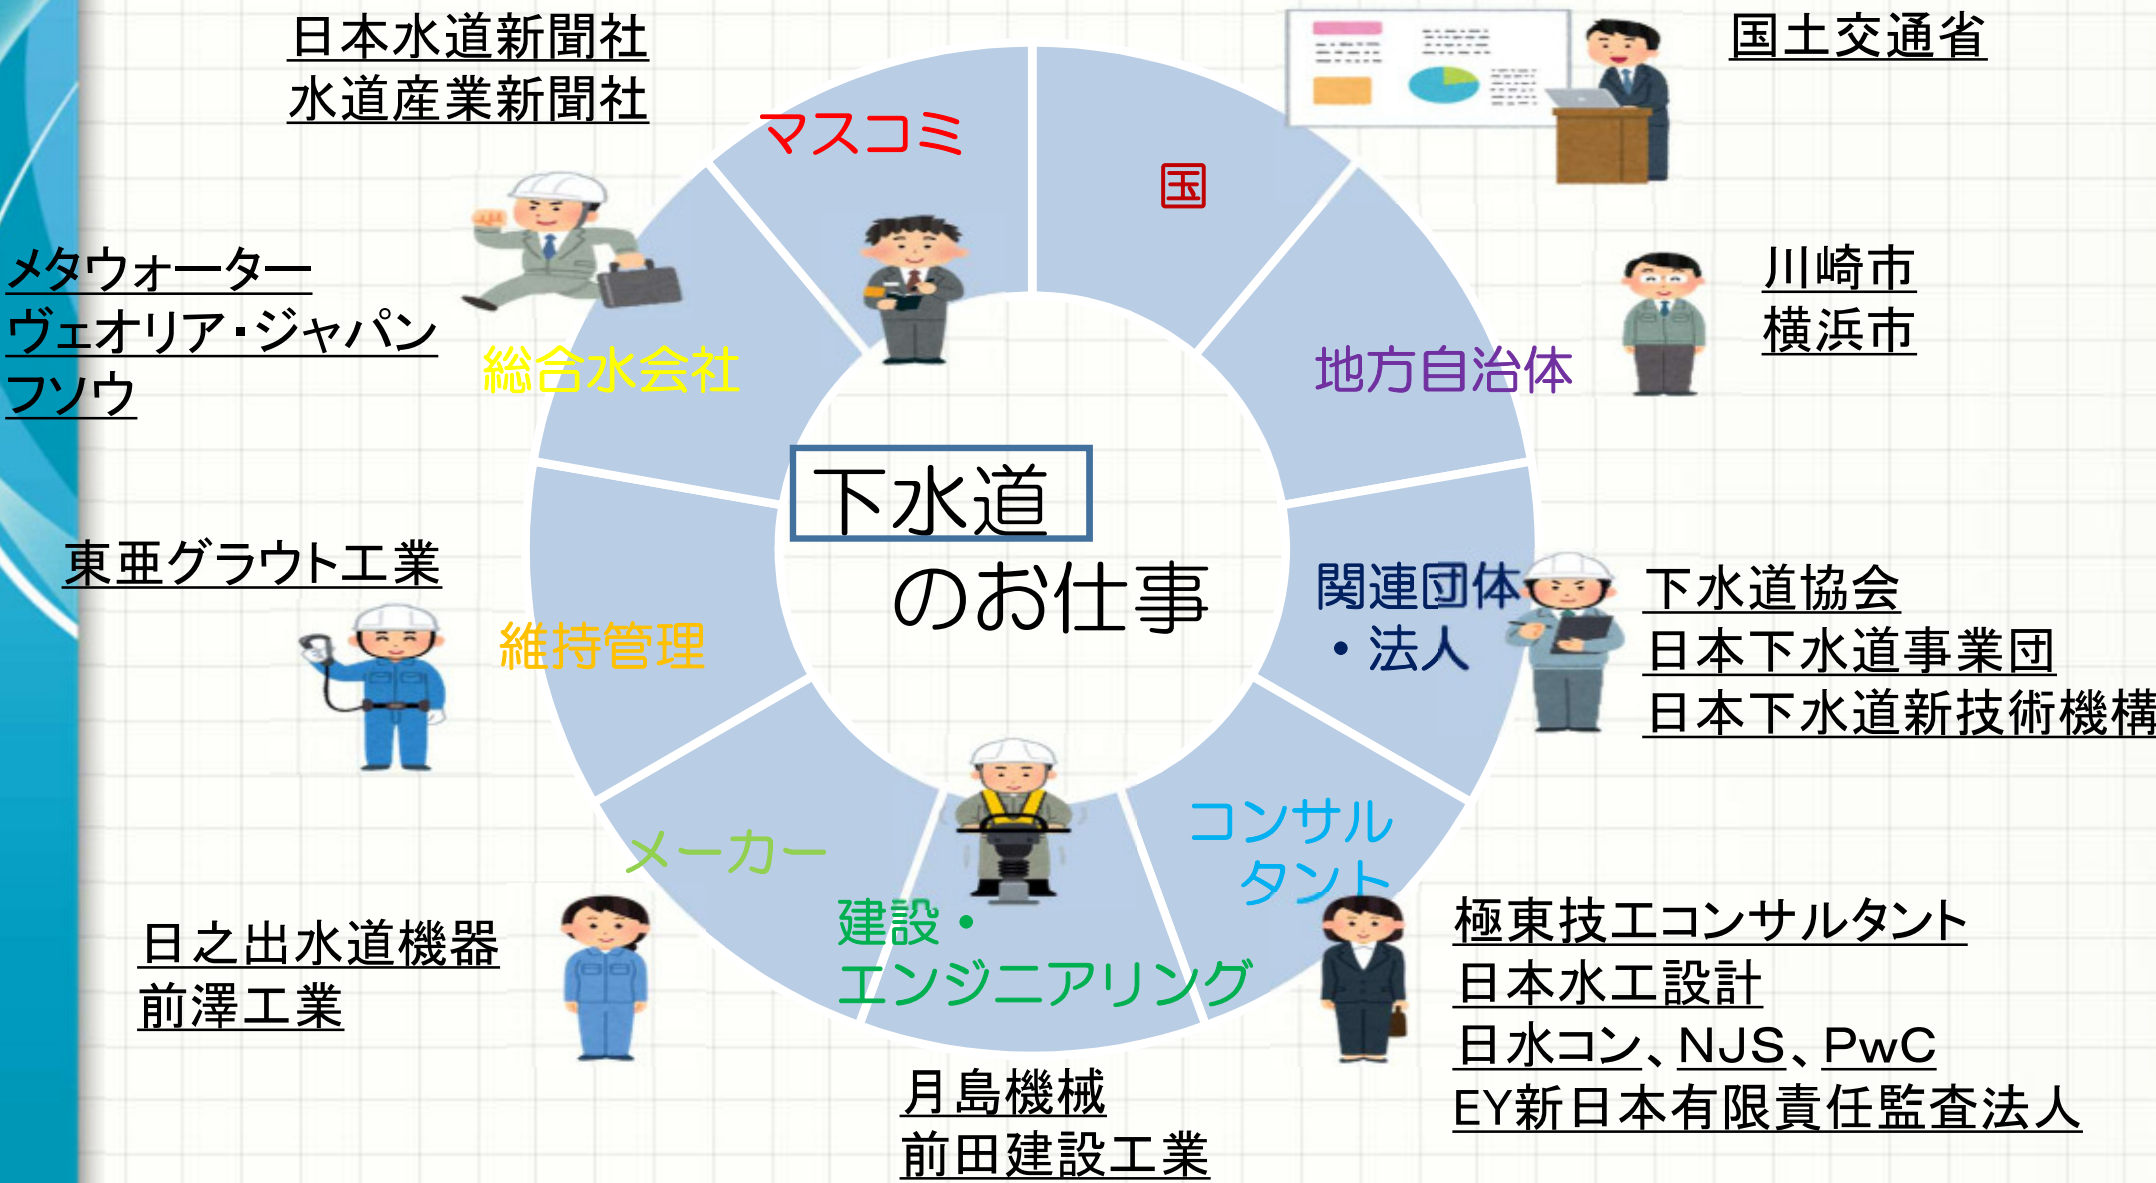 日本水道新聞社
水道産業新聞社
マスコミ
国
国土交通省
川崎市
横浜市
地方自治体
メタウォーター
ヴェオリア・ジャパン
フソウ
総合水会社
下水道
のお仕事
関連団体
・法人
下水道協会
日本下水道事業団
日本下水道新技術機構
東亜グラウト工業
維持管理
コンサル
タント
極東技工コンサルタント
日本水工設計
日水コン、NJS、PwC
EY新日本有限責任監査法人
メーカー
日之出水道機器
前澤工業
建設・
エンジニアリング
月島機械
前田建設工業